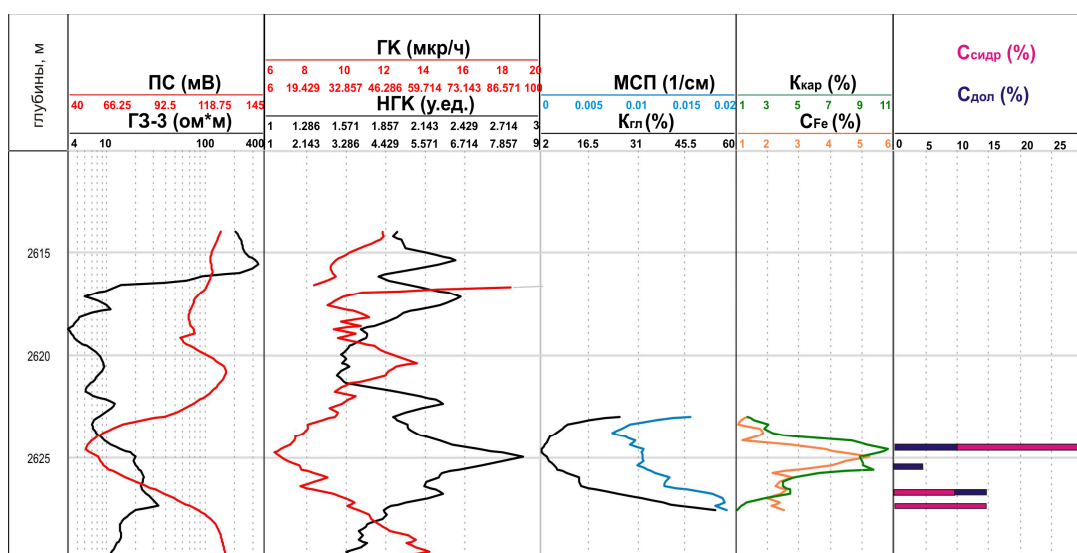 глубины, м
ПС (мВ)
40 66.25 92.5 118.75 145
ГЗ-3 (ом*м)
4 10 100 400
ГК (мкр/ч)
6 8 10 12 14 16 20
6 19.429 32.857 46.286 59.714 73.143 86.571 100
НГК (у.ед.)
1 1.286 1.571 1.857 2.143 2.429 2.714 3
1 2.143 3.286 4.429 5.571 6.714 7.857 9
МСП (1/см)
0 0.005 0.01 0.015 0.02
Кгл (%)
2 16.5 31 45.5 60
Ккар (%)
1 3 5 7 9 11
СFe (%)
1 2 3 4 5 6
Ссидр (%)
Сдол (%)
0 5 10 15 20 25
2615
2620
2625